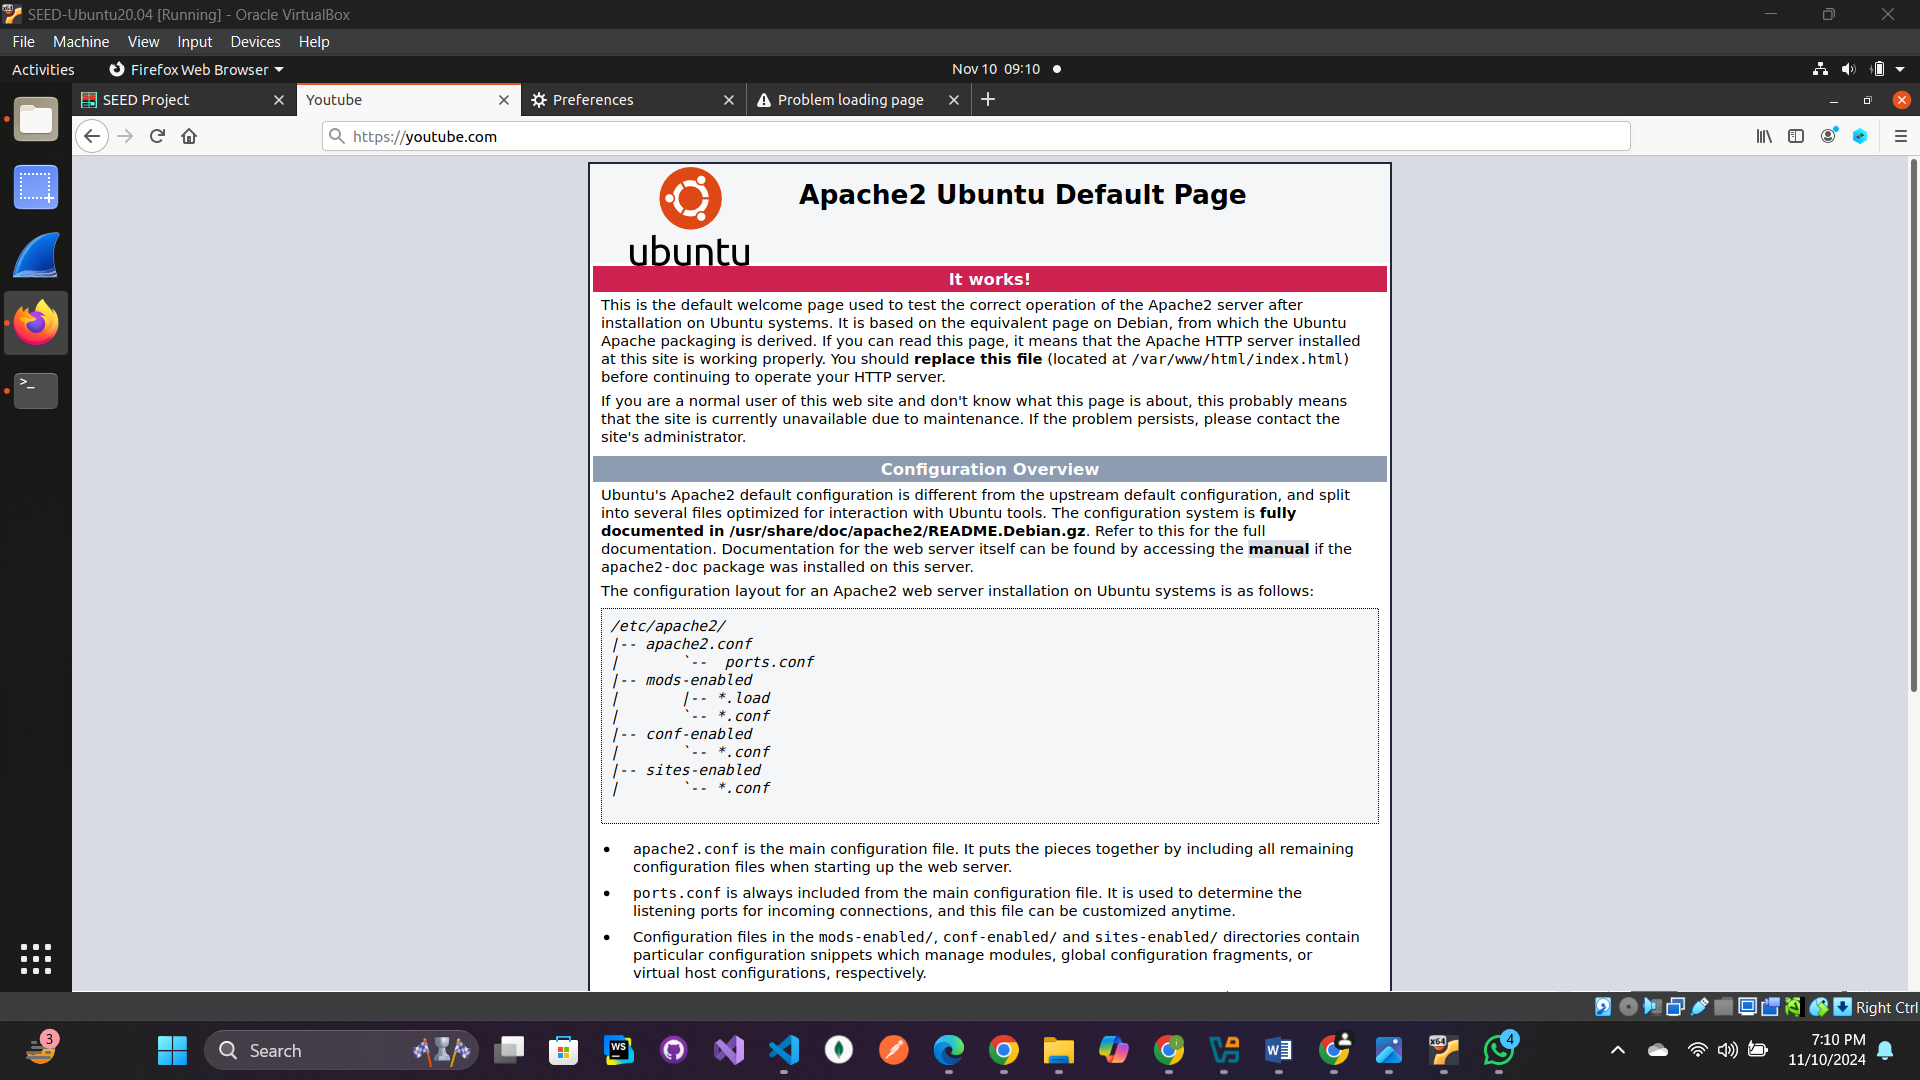 SEED-Ubuntu20.04 [Running] - Oracle VirtualBox
File Machine View Input Devices Help
Activities Firefox Web Browser Nov 10 09:10
SEED Project Youtube Preferences Problem loading page
https://youtube.com
ubuntu
Apache2 Ubuntu Default Page
It works!
This is the default welcome page used to test the correct operation of the Apache2 server after
installation on Ubuntu systems. It is based on the equivalent page on Debian, from which the Ubuntu
Apache packaging is derived. If you can read this page, it means that the Apache HTTP server installed
at this site is working properly. You should replace this file (located at /var/www/html/index.html)
before continuing to operate your HTTP server.
If you are a normal user of this web site and don't know what this page is about, this probably means
that the site is currently unavailable due to maintenance. If the problem persists, please contact the
site's administrator.
Configuration Overview
Ubuntu's Apache2 default configuration is different from the upstream default configuration, and split
into several files optimized for interaction with Ubuntu tools. The configuration system is fully
documented in /usr/share/doc/apache2/README.Debian.gz. Refer to this for the full
documentation. Documentation for the web server itself can be found by accessing the manual if the
apache2-doc package was installed on this server.
The configuration layout for an Apache2 web server installation on Ubuntu systems is as follows:
/etc/apache2/
|-- apache2.conf
|       `--  ports.conf
|-- mods-enabled
|       |-- *.load
|       `-- *.conf
|-- conf-enabled
|       `-- *.conf
|-- sites-enabled
|       `-- *.conf
• apache2.conf is the main configuration file. It puts the pieces together by including all remaining
configuration files when starting up the web server.
• ports.conf is always included from the main configuration file. It is used to determine the
listening ports for incoming connections, and this file can be customized anytime.
• Configuration files in the mods-enabled/, conf-enabled/ and sites-enabled/ directories contain
particular configuration snippets which manage modules, global configuration fragments, or
virtual host configurations, respectively.
Right Ctrl
3
Search
WS
x64
4
7:10 PM
11/10/2024